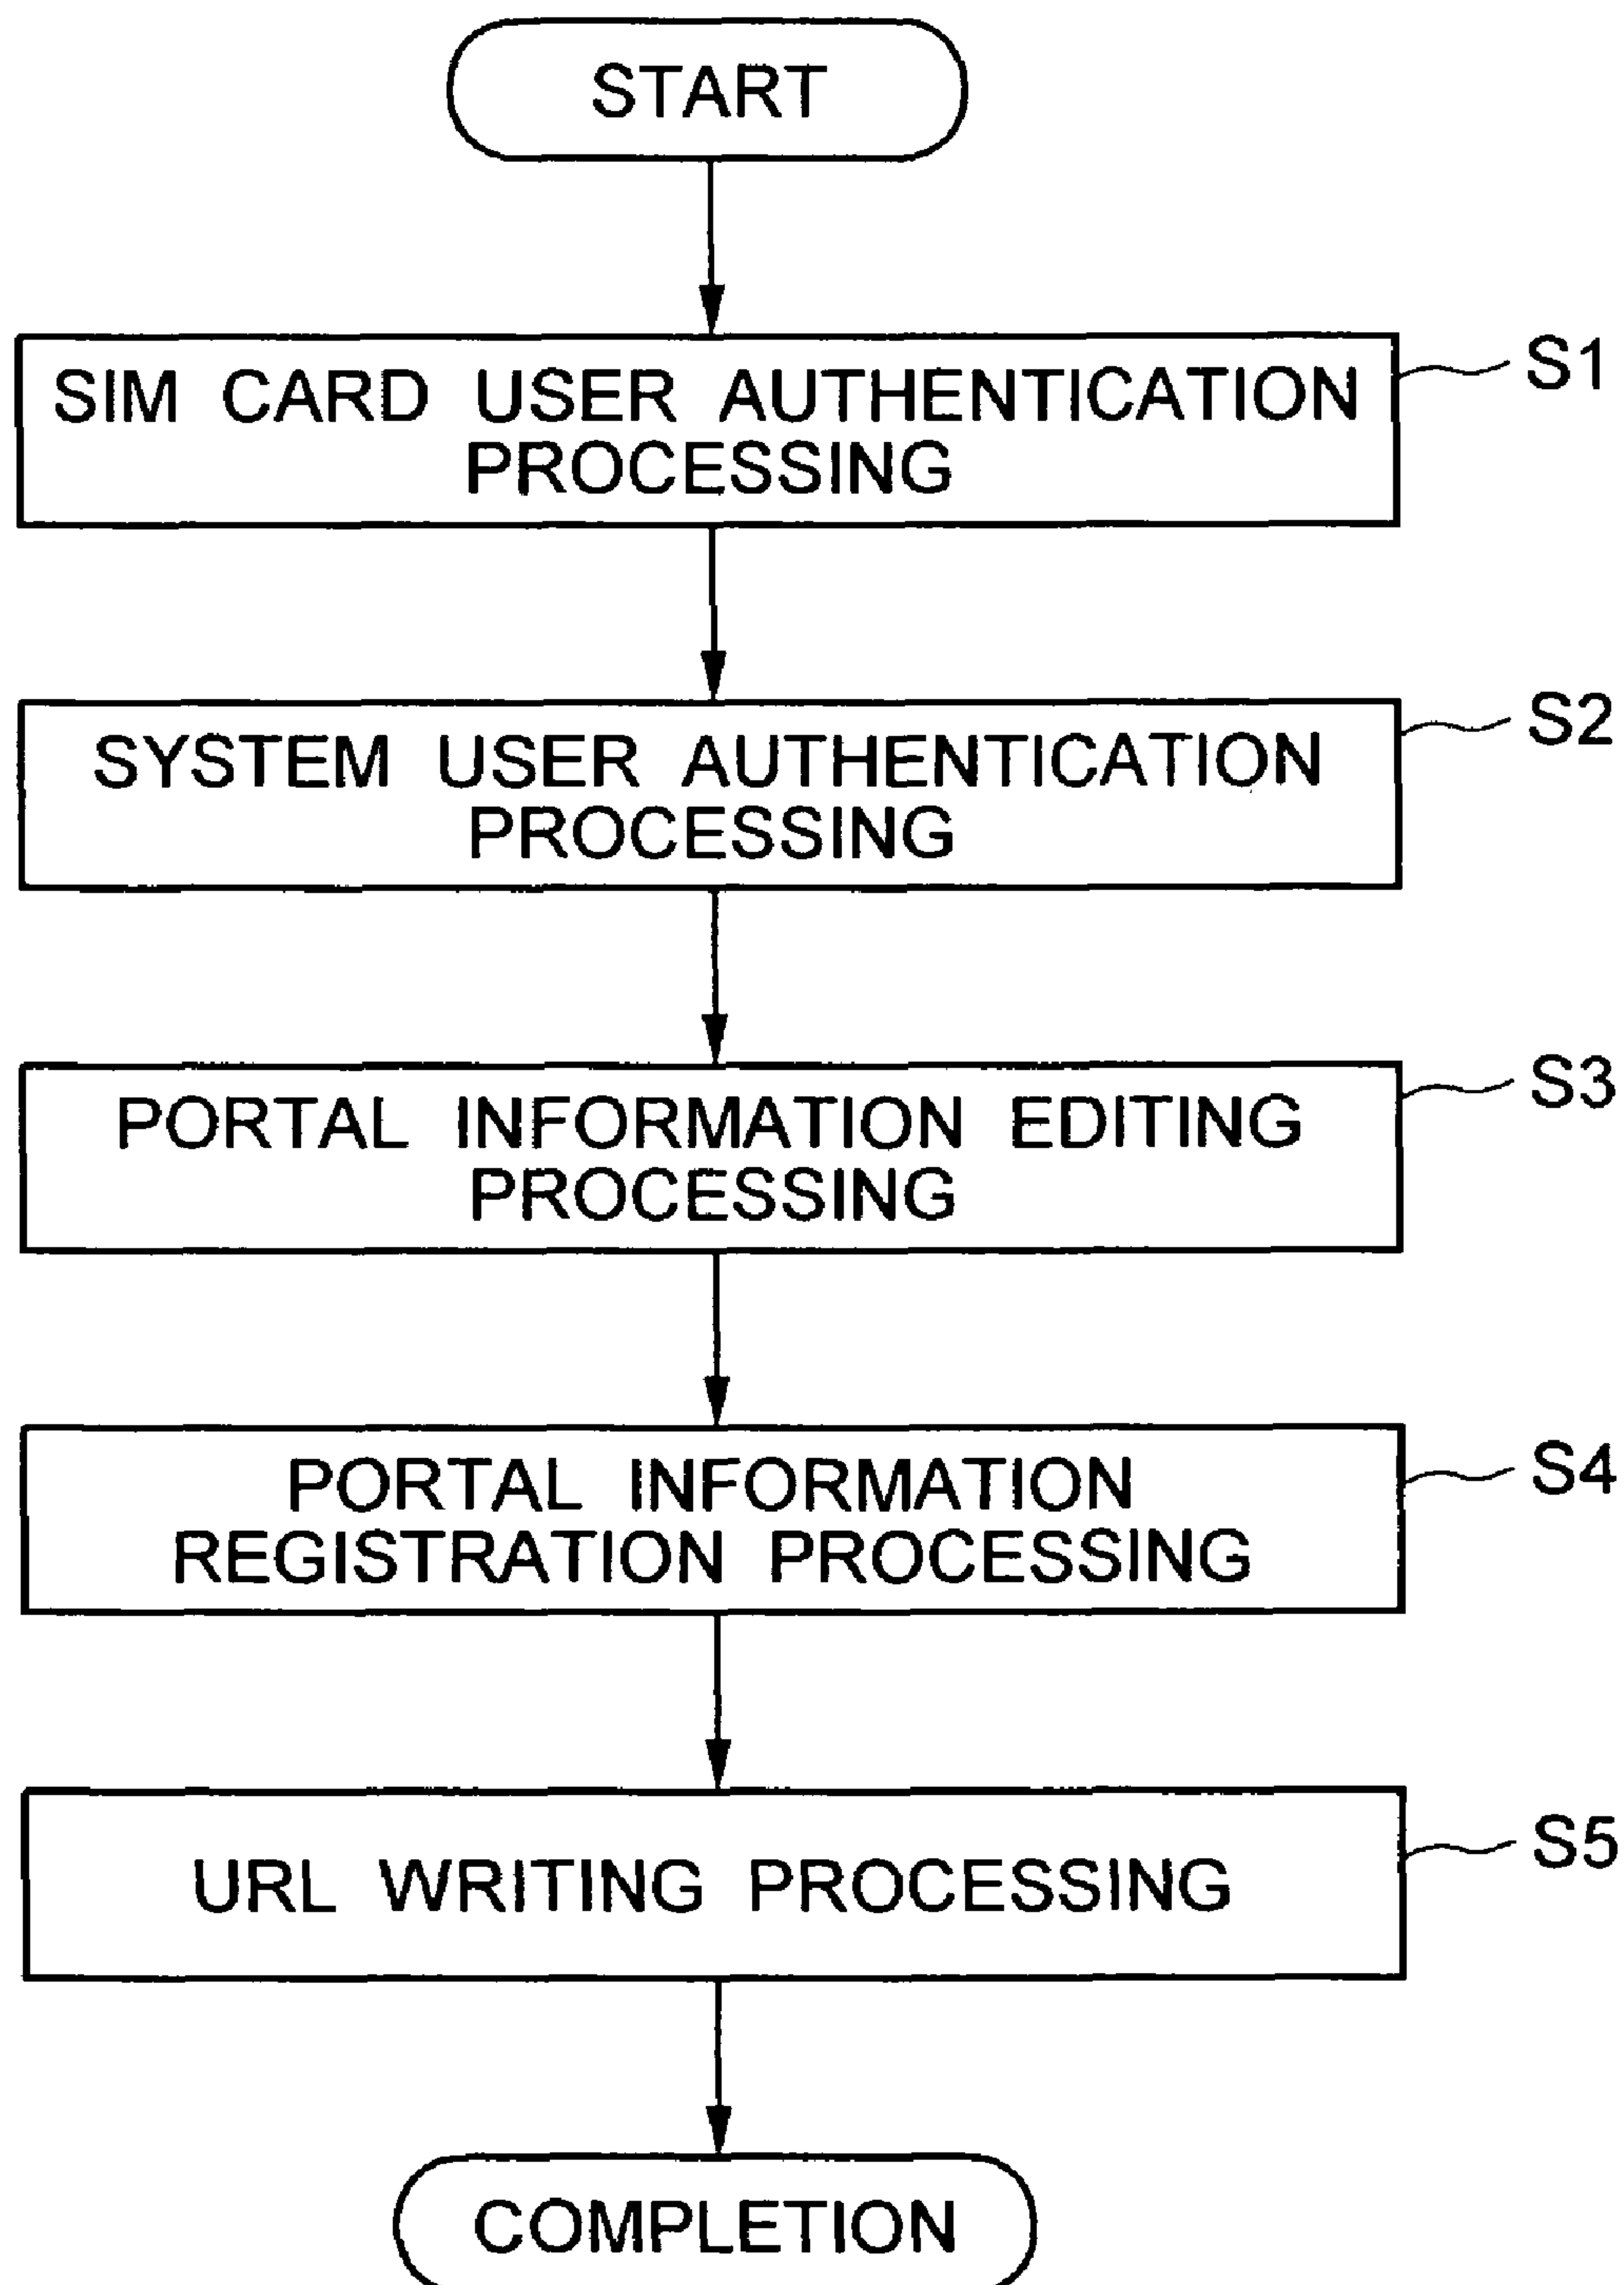 START
SIM CARD USER AUTHENTICATION
PROCESSING
S1
SYSTEM USER AUTHENTICATION
PROCESSING
S2
PORTAL INFORMATION EDITING
PROCESSING
S3
PORTAL INFORMATION
REGISTRATION PROCESSING
S4
URL WRITING PROCESSING
S5
COMPLETION